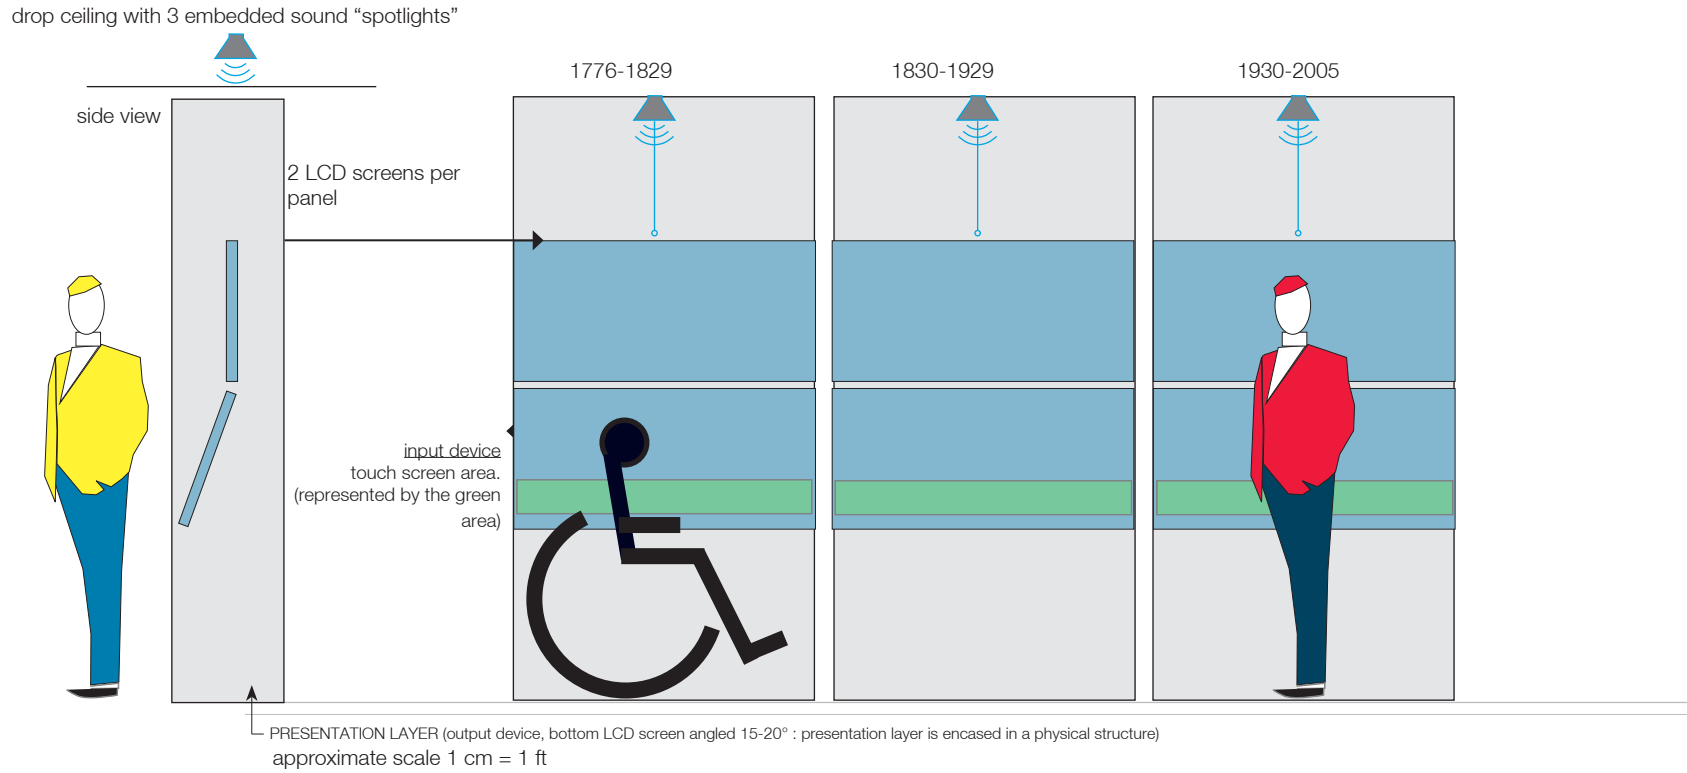 drop ceiling with 3 embedded sound “spotlights”
1776-1829
1830-1929
1930-2005
side view
2 LCD screens per
panel
input device
touch screen area.
(represented by the green
area)
PRESENTATION LAYER (output device, bottom LCD screen angled 15-20° : presentation layer is encased in a physical structure)
approximate scale 1 cm = 1 ft